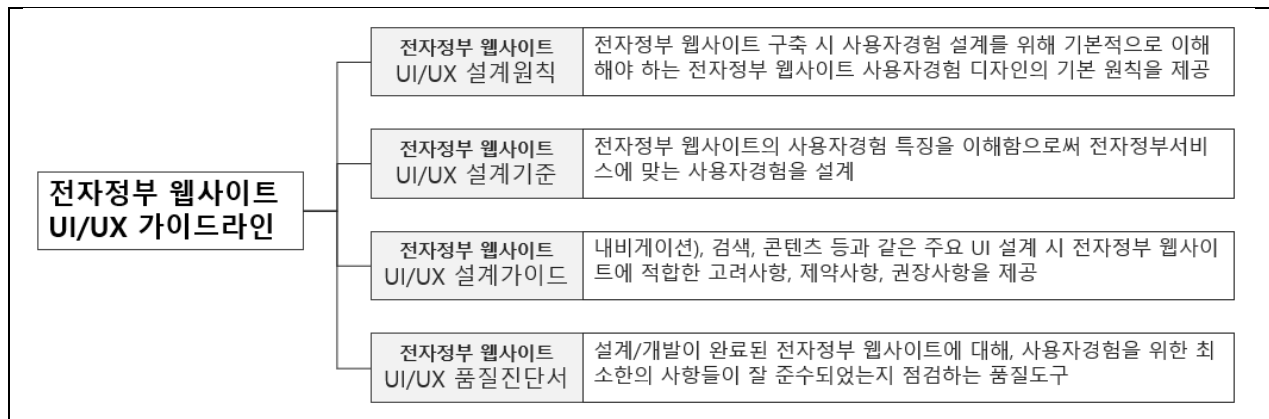 전자정부 웹사이트
UI/UX 가이드라인
전자정부 웹사이트
UI/UX 설계원칙
전자정부 웹사이트 구축 시 사용자경험 설계를 위해 기본적으로 이해
해야 하는 전자정부 웹사이트 사용자경험 디자인의 기본 원칙을 제공
전자정부 웹사이트
UI/UX 설계기준
전자정부 웹사이트의 사용자경험 특징을 이해함으로써 전자정부서비
스에 맞는 사용자경험을 설계
전자정부 웹사이트
UI/UX 설계가이드
내비게이션), 검색, 콘텐츠 등과 같은 주요 UI 설계 시 전자정부 웹사이
트에 적합한 고려사항, 제약사항, 권장사항을 제공
전자정부 웹사이트
UI/UX 품질진단서
설계/개발이 완료된 전자정부 웹사이트에 대해, 사용자경험을 위한 최
소한의 사항들이 잘 준수되었는지 점검하는 품질도구